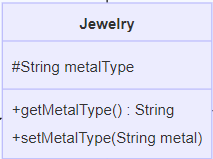 Jewelry
#String metalType
+getMetalType() : String
+setMetalType(String metal)